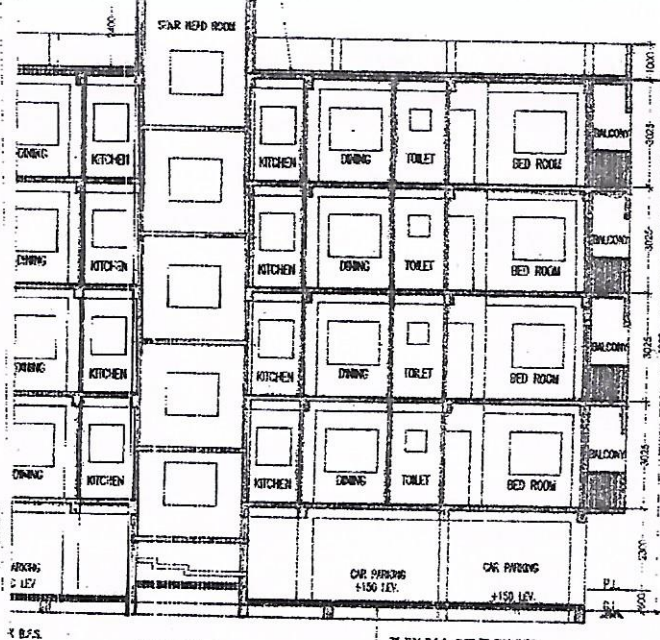 STAIR HEAD ROOM
1000
DINING KITCHEN KITCHEN DINING TOILET BED ROOM BALCONY
3025
DINING KITCHEN KITCHEN DINING TOILET BED ROOM BALCONY
3025
DINING KITCHEN KITCHEN DINING TOILET BED ROOM BALCONY
3025
DINING KITCHEN KITCHEN DINING TOILET BED ROOM BALCONY
3025
CAR PARKING
+150 LEV.
CAR PARKING
+150 LEV.
P.L.